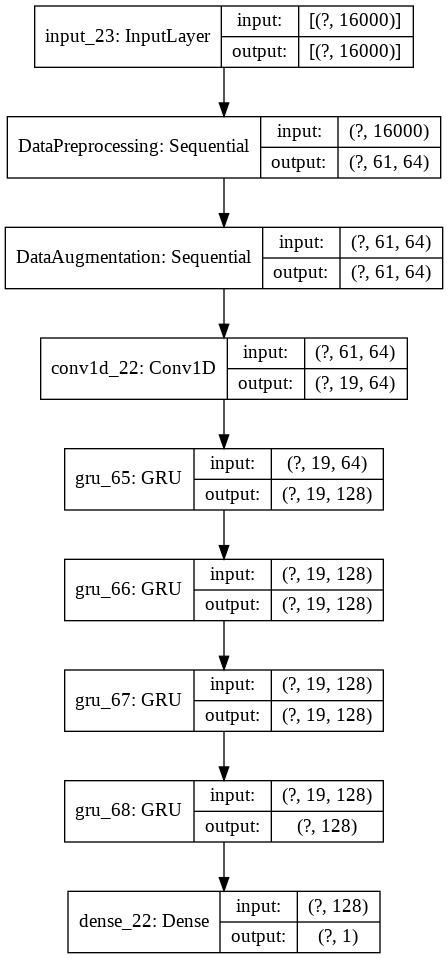 input_23: InputLayer
input: [(?, 16000)]
output: [(?, 16000)]
DataPreprocessing: Sequential
input: (?, 16000)
output: (?, 61, 64)
DataAugmentation: Sequential
input: (?, 61, 64)
output: (?, 61, 64)
conv1d_22: Conv1D
input: (?, 61, 64)
output: (?, 19, 64)
gru_65: GRU
input: (?, 19, 64)
output: (?, 19, 128)
gru_66: GRU
input: (?, 19, 128)
output: (?, 19, 128)
gru_67: GRU
input: (?, 19, 128)
output: (?, 19, 128)
gru_68: GRU
input: (?, 19, 128)
output: (?, 128)
dense_22: Dense
input: (?, 128)
output: (?, 1)